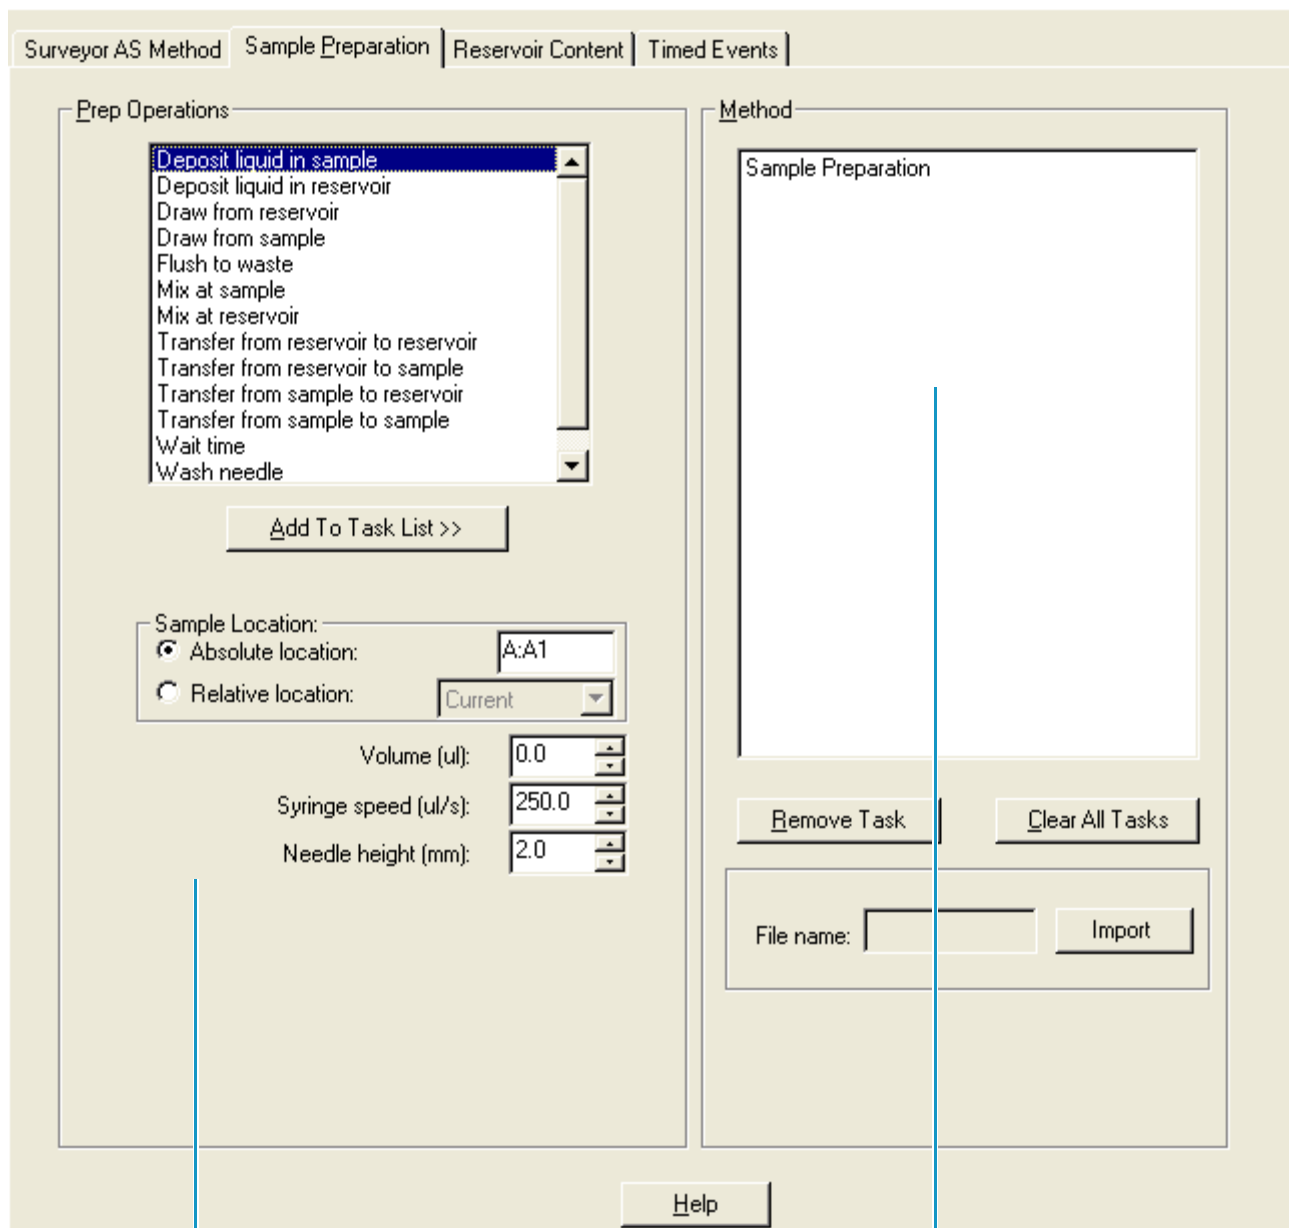 Surveyor AS Method Sample Preparation Reservoir Content Timed Events
Prep Operations
Deposit liquid in sample
Deposit liquid in reservoir
Draw from reservoir
Draw from sample
Flush to waste
Mix at sample
Mix at reservoir
Transfer from reservoir to reservoir
Transfer from reservoir to sample
Transfer from sample to reservoir
Transfer from sample to sample
Wait time
Wash needle
Add To Task List >>
Sample Location:
Absolute location: A:A1
Relative location: Current
Volume (ul): 0.0
Syringe speed (ul/s): 250.0
Needle height (mm): 2.0
Method
Sample Preparation
Remove Task Clear All Tasks
File name: Import
Help